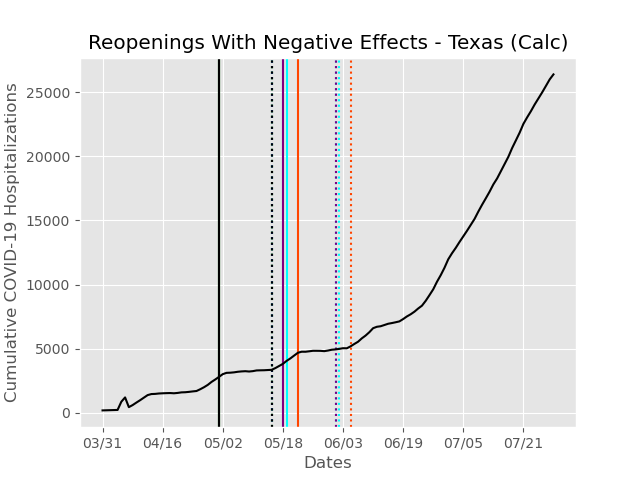 Reopenings With Negative Effects - Texas (Calc)
Cumulative COVID-19 Hospitalizations
25000
20000
15000
10000
5000
0
03/31 04/16 05/02 05/18 06/03 06/19 07/05 07/21
Dates